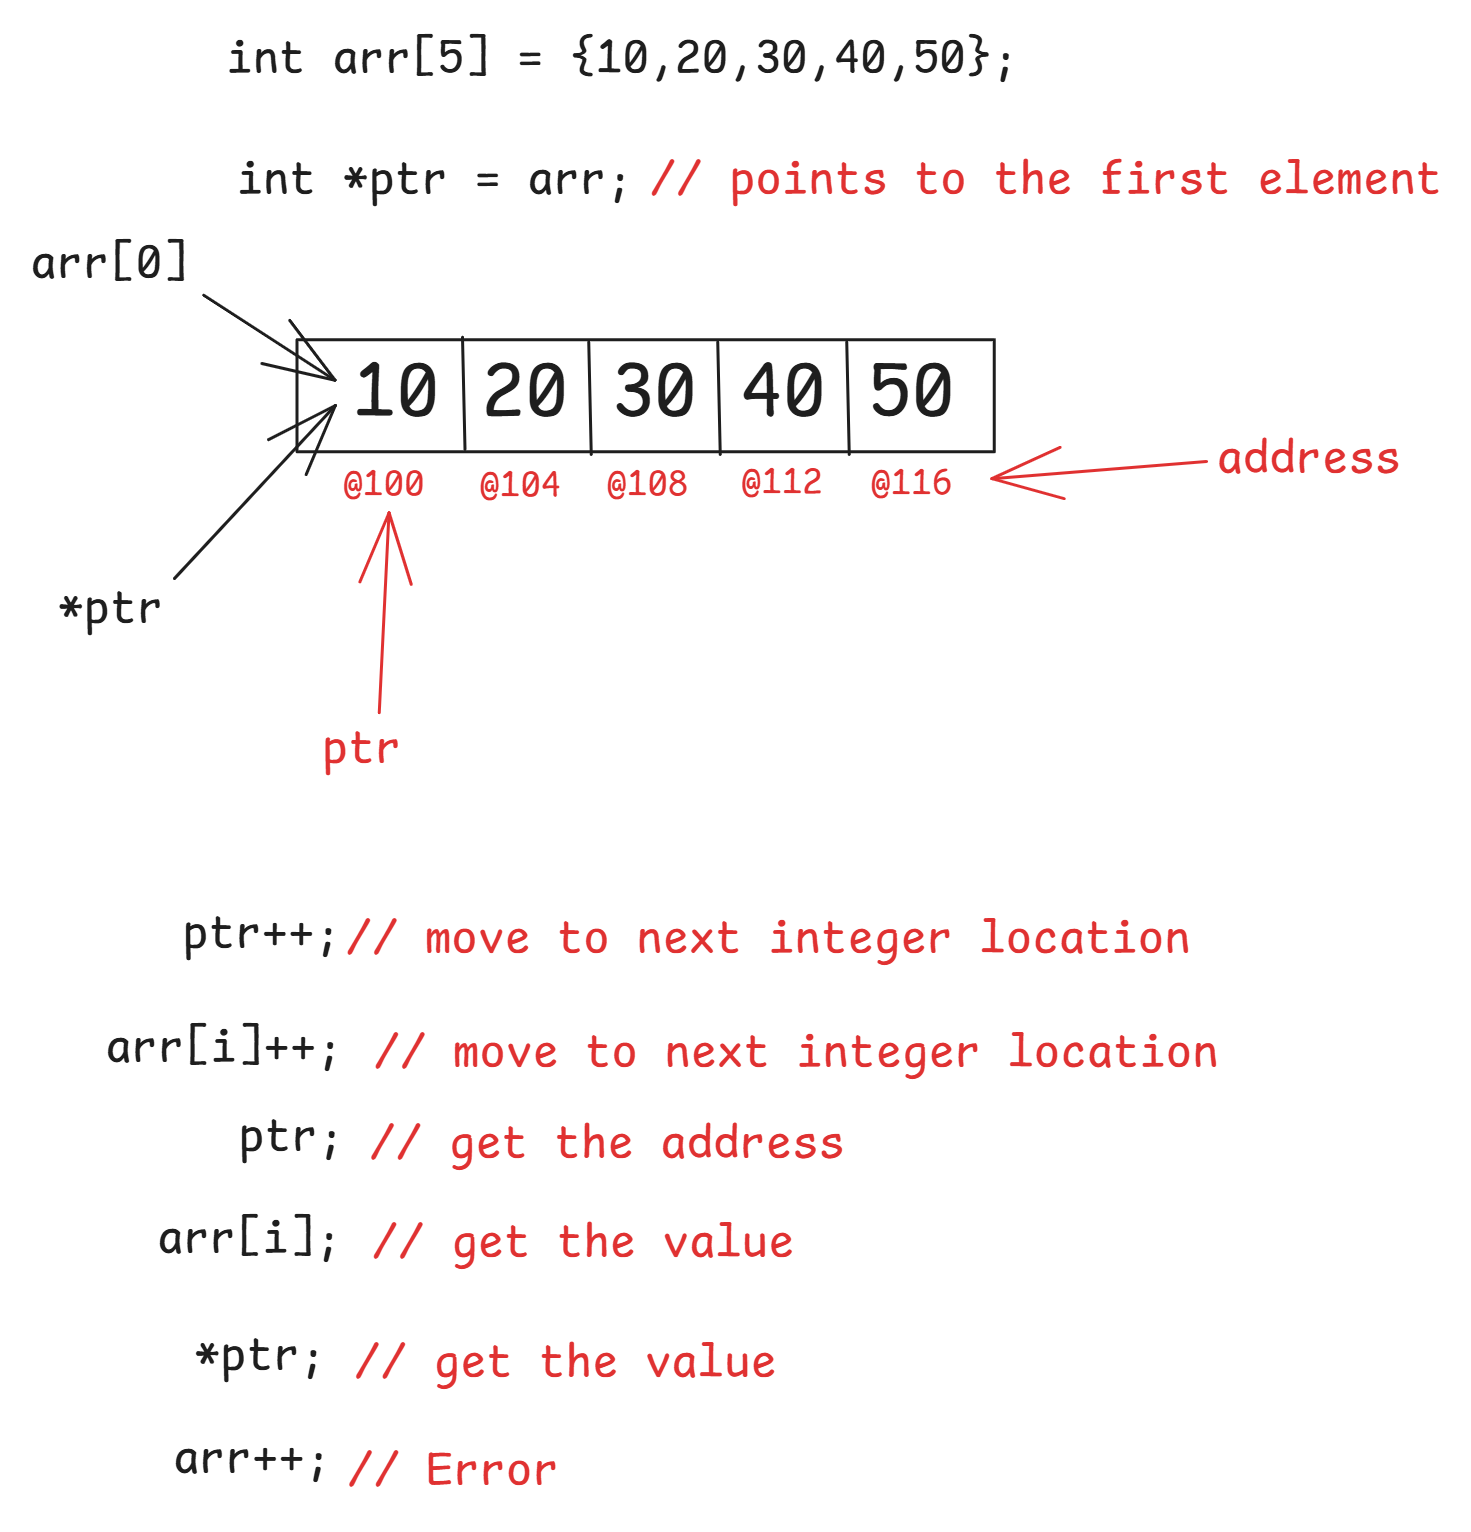 int arr[5] = {10,20,30,40,50};
int *ptr = arr; // points to the first element
arr[0]
10 20 30 40 50
@100 @104 @108 @112 @116
address
*ptr
ptr
ptr++; // move to next integer location
arr[i]++; // move to next integer location
ptr; // get the address
arr[i]; // get the value
*ptr; // get the value
arr++; // Error